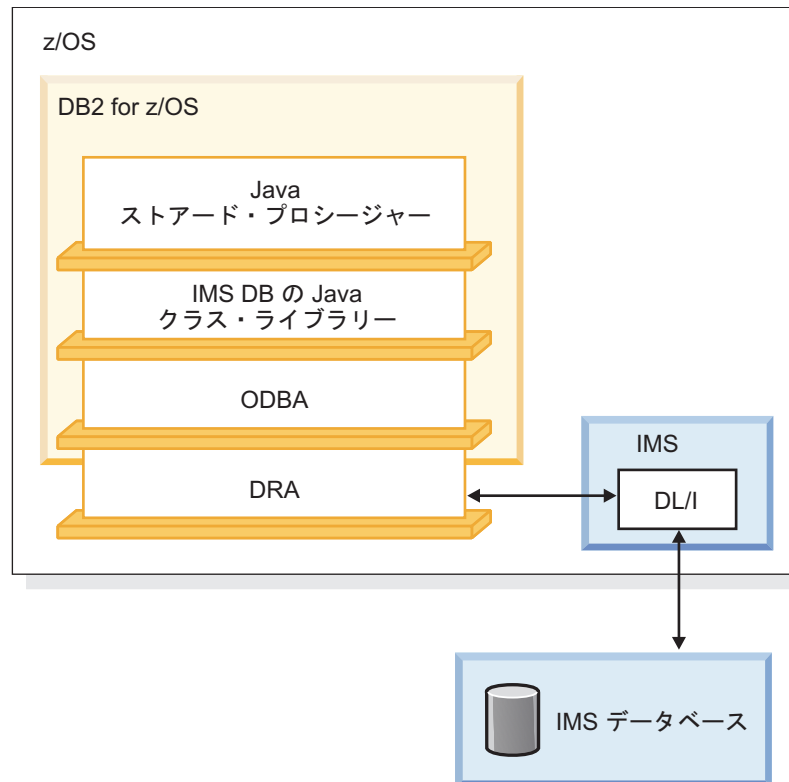 z/OS
DB2 for z/OS
Java
ストアード・プロシージャー
IMS DB の Java
クラス・ライブラリー
ODBA
DRA
IMS
DL/I
IMS データベース